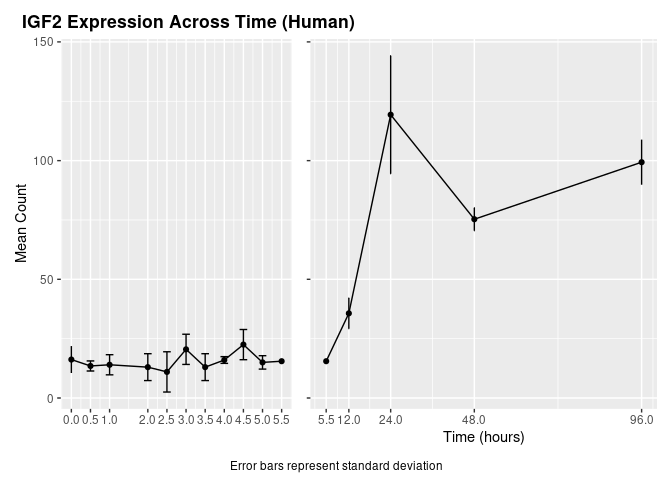 IGF2 Expression Across Time (Human)
150
100
50
0
Mean Count
0.0 0.5 1.0 2.0 2.5 3.0 3.5 4.0 4.5 5.0 5.5
5.5 12.0 24.0 48.0 96.0
Time (hours)
Error bars represent standard deviation